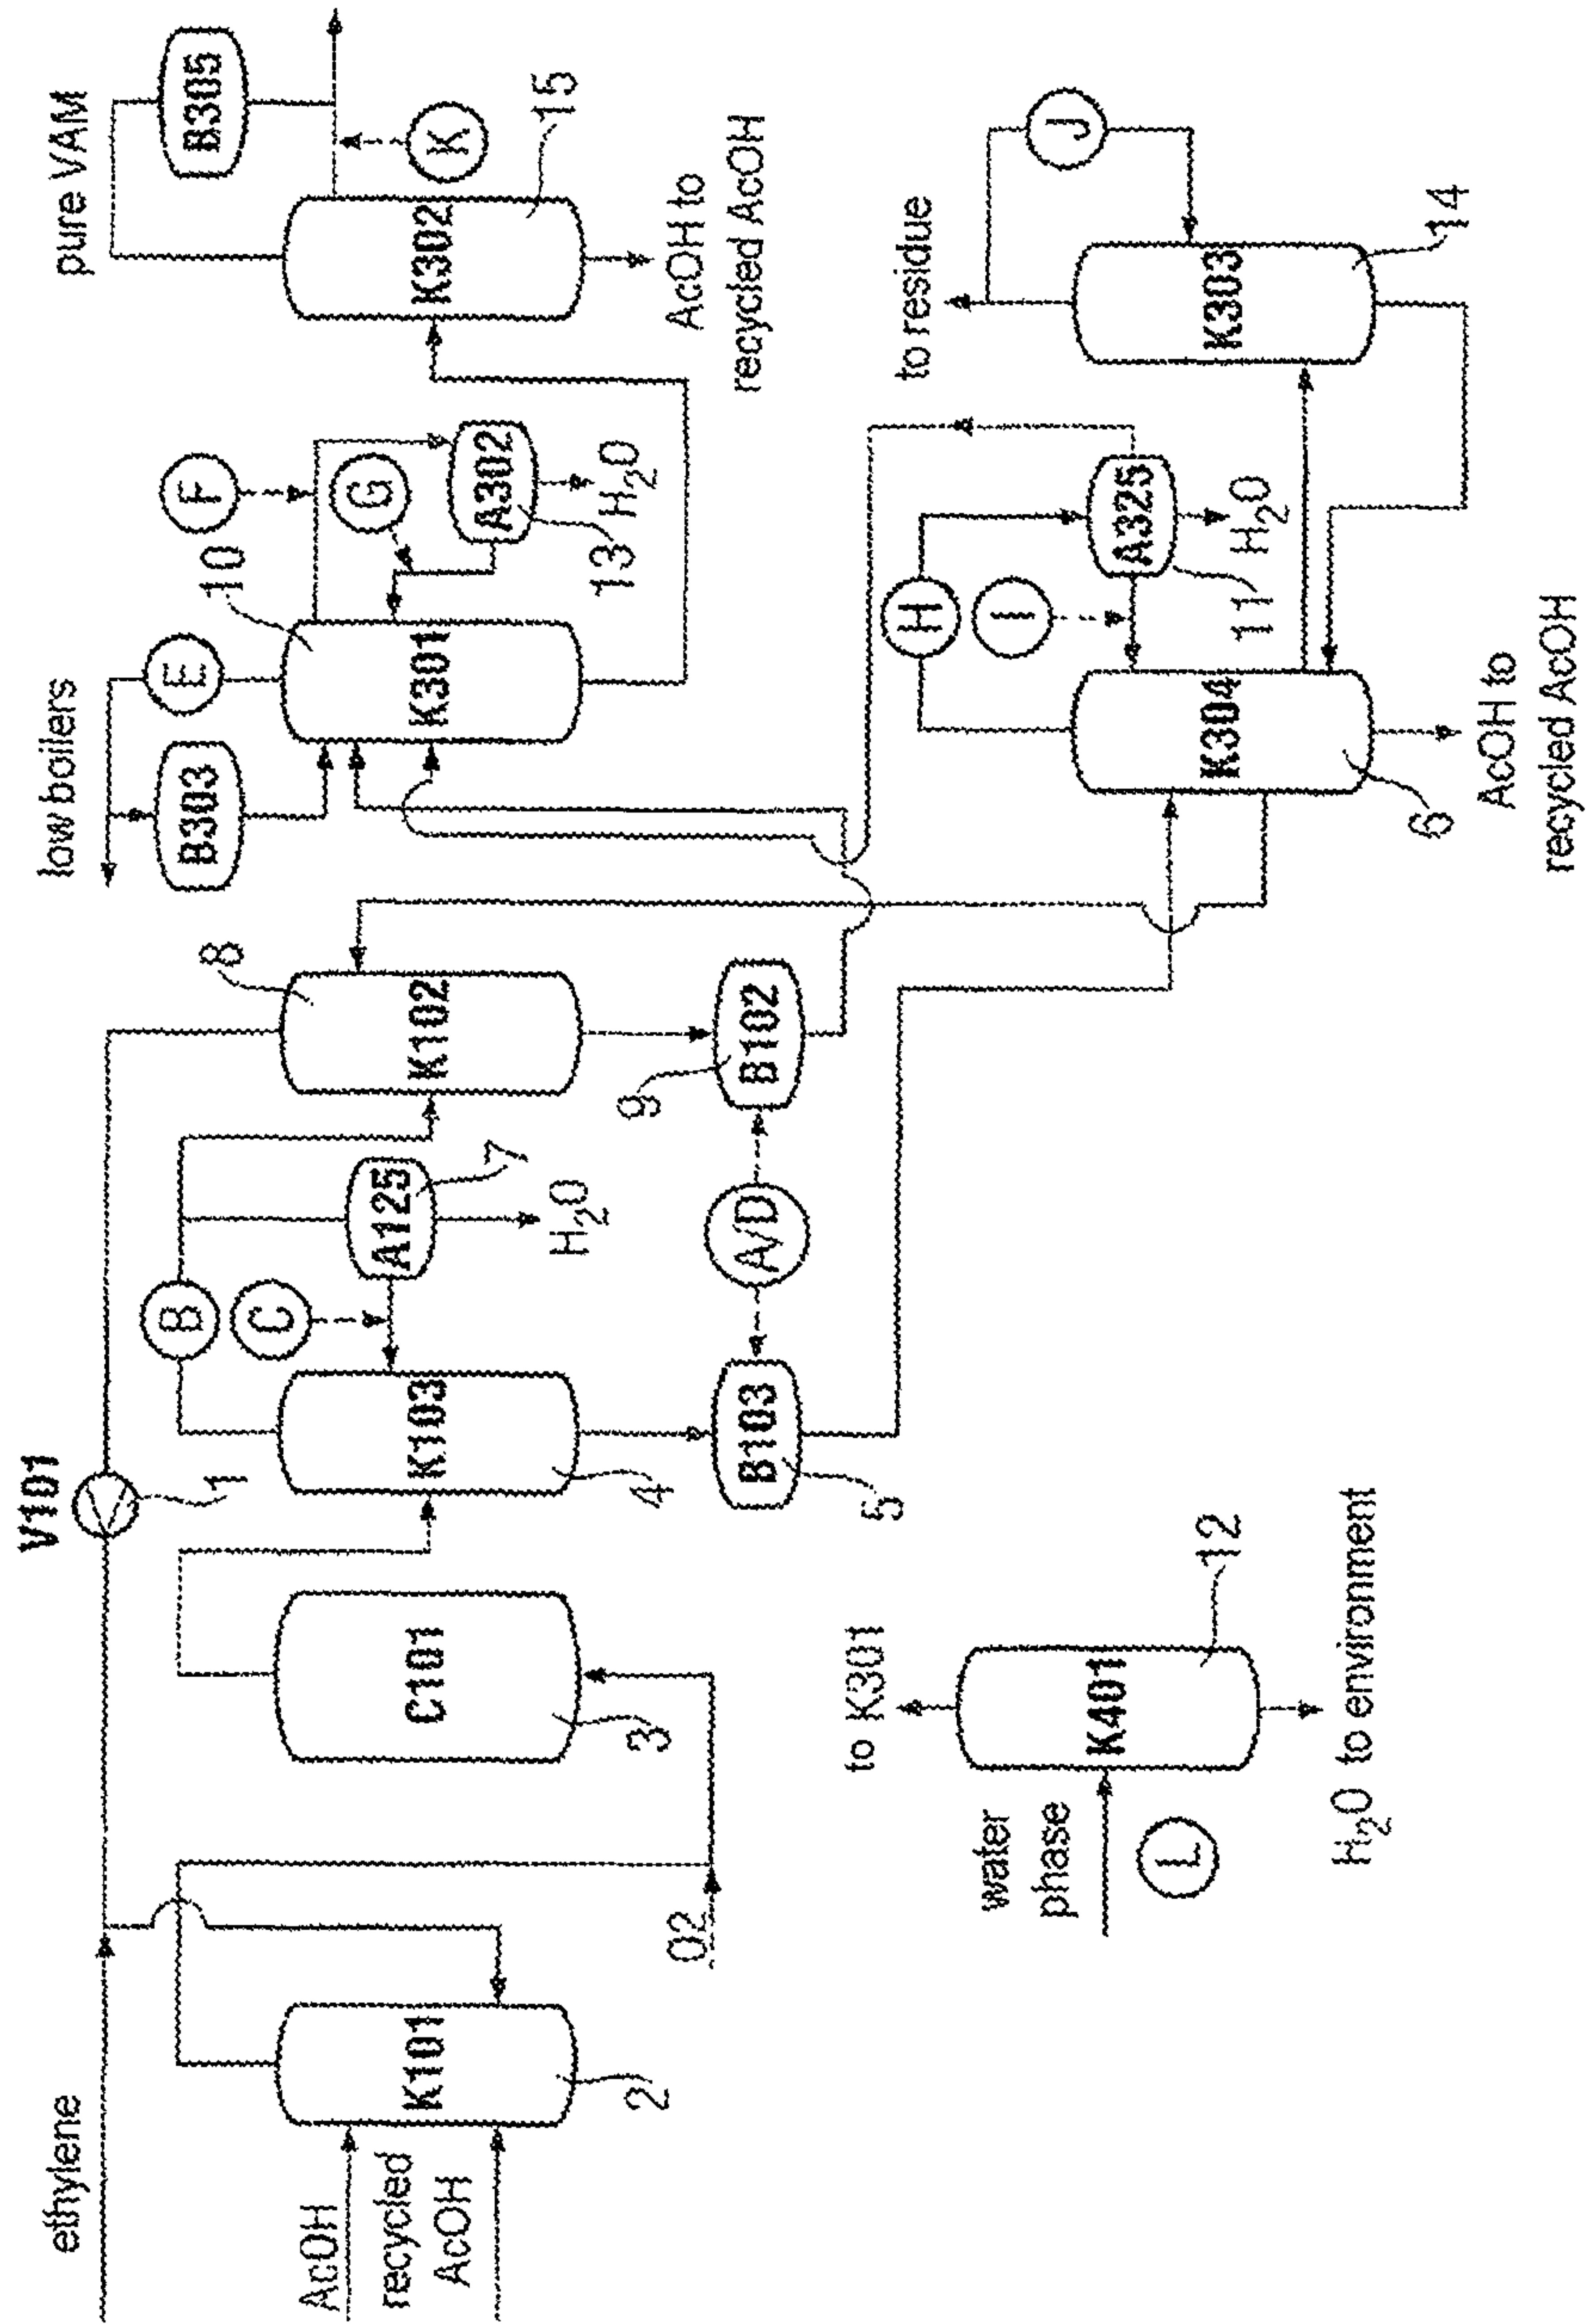 ethylene
V101
1
low boilers
pure VAM
B303
E
F
B305
B
C
8
10
G
K
AcOH
recycled
AcOH
K101
2
C101
3
K103
4
A125
7
H2O
K102
K301
A302
13
H2O
K302
15
O2
B103
5
A/D
B102
9
AcOH to
recycled AcOH
to K301
water
phase
L
K401
12
H2O to environment
H
I
A325
11
H2O
to residue
J
K304
6
K303
14
AcOH to
recycled AcOH